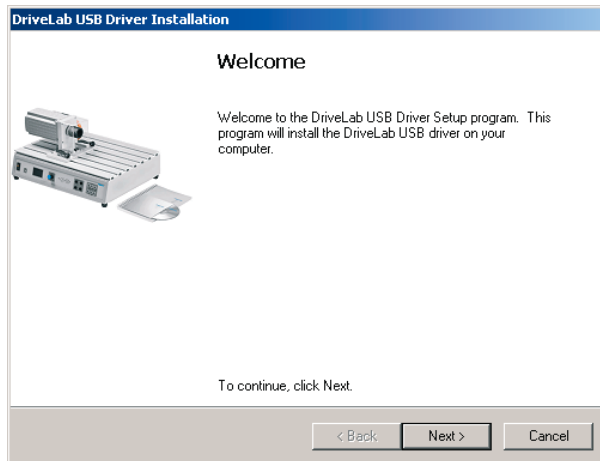 DriveLab USB Driver Installation
Welcome
Welcome to the DriveLab USB Driver Setup program. This
program will install the DriveLab USB driver on your
computer.
To continue, click Next.
< Back
Next >
Cancel